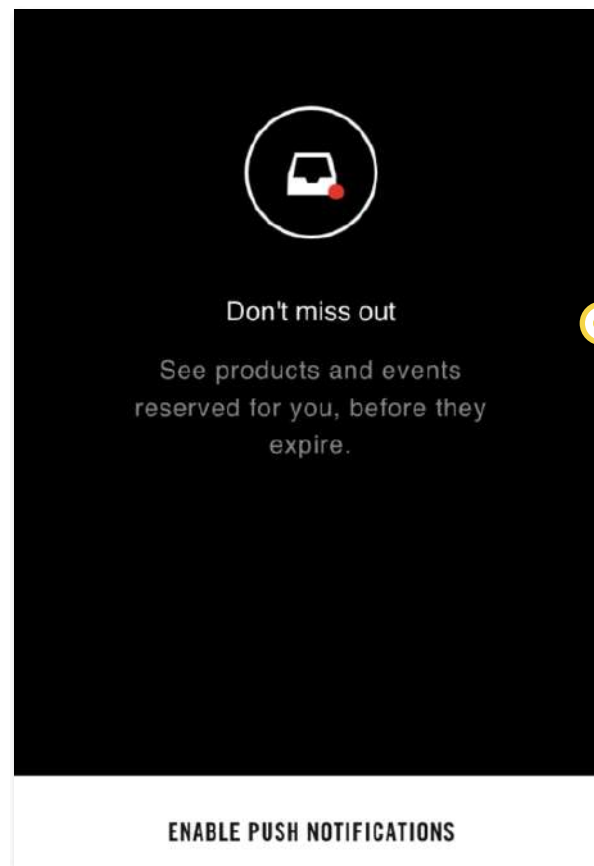 Don't miss out
See products and events
reserved for you, before they
expire.
ENABLE PUSH NOTIFICATIONS